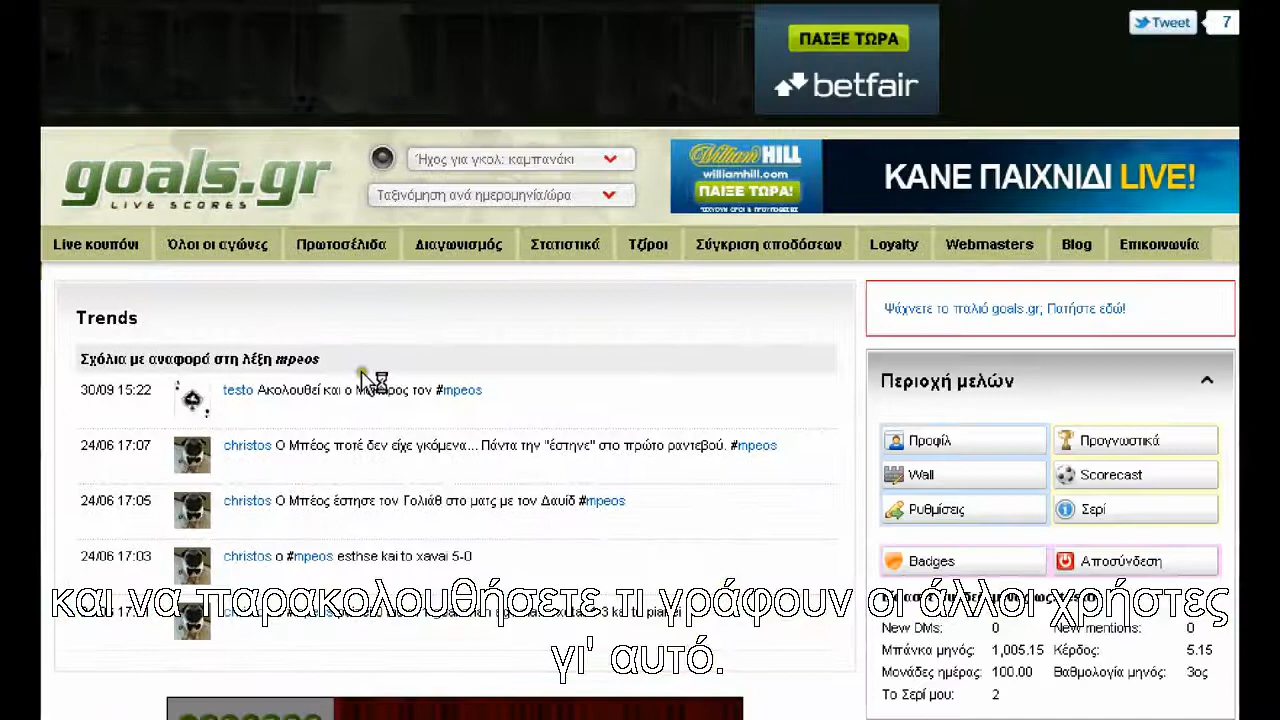 Tweet 7
ΠΑΙΞΕ ΤΩΡΑ
betfair
goals.gr
LIVE SCORES
Ήχος για γκολ: καμπανάκι
Ταξινόμηση ανά ημερομηνία/ώρα
William HILL
williamhill.com
ΠΑΙΞΕ ΤΩΡΑ!
ΚΑΝΕ ΠΑΙΧΝΙΔΙ LIVE!
Live κουπόνι Όλοι οι αγώνες Πρωτοσέλιδα Διαγωνισμός Στατιστικά Τζίροι Σύγκριση αποδόσεων Loyalty Webmasters Blog Επικοινωνία
Trends
Σχόλια με αναφορά στη λέξη mpeos
30/09 15:22 testo Ακολουθεί και ο τον #mpeos
24/06 17:07 christos Ο Μπέος ποτέ δεν είχε γκόμενα... Πάντα την "έστηνε" στο πρώτο ραντεβού. #mpeos
24/06 17:05 christos Ο Μπέος έστησε τον Γολιάθ στο ματς με τον Δαυίδ #mpeos
24/06 17:03 christos ο #mpeos esthse kai to xavai 5-0
Ψάχνετε το παλιό goals.gr; Πατήστε εδώ!
Περιοχή μελών
Προφίλ Προγνωστικά
Wall Scorecast
Ρυθμίσεις Σερί
Badges Αποσύνδεση
New DMs: 0 New mentions: 0
Μπάνκα μηνός: 1,005.15 Κέρδος: 5.15
Μονάδες ημέρας: 100.00 Βαθμολογία μηνός: 3ος
Το Σερί μου: 2
και να παρακολουθήσετε τι γράφουν οι άλλοι χρήστες
γι' αυτό.